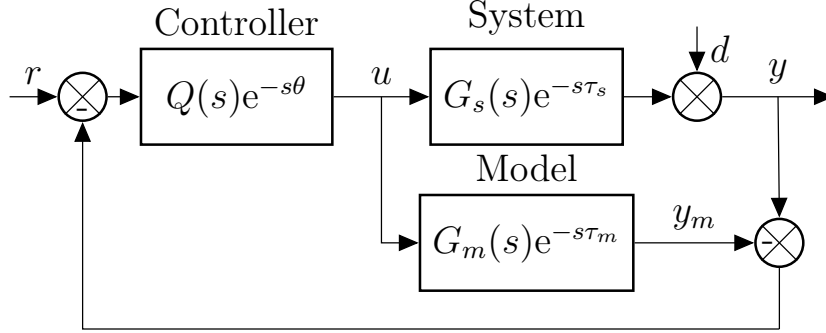 Controller
System
r
-
Q(s)e^{-sθ}
u
G_s(s)e^{-sτ_s}
d
y
Model
G_m(s)e^{-sτ_m}
y_m
-